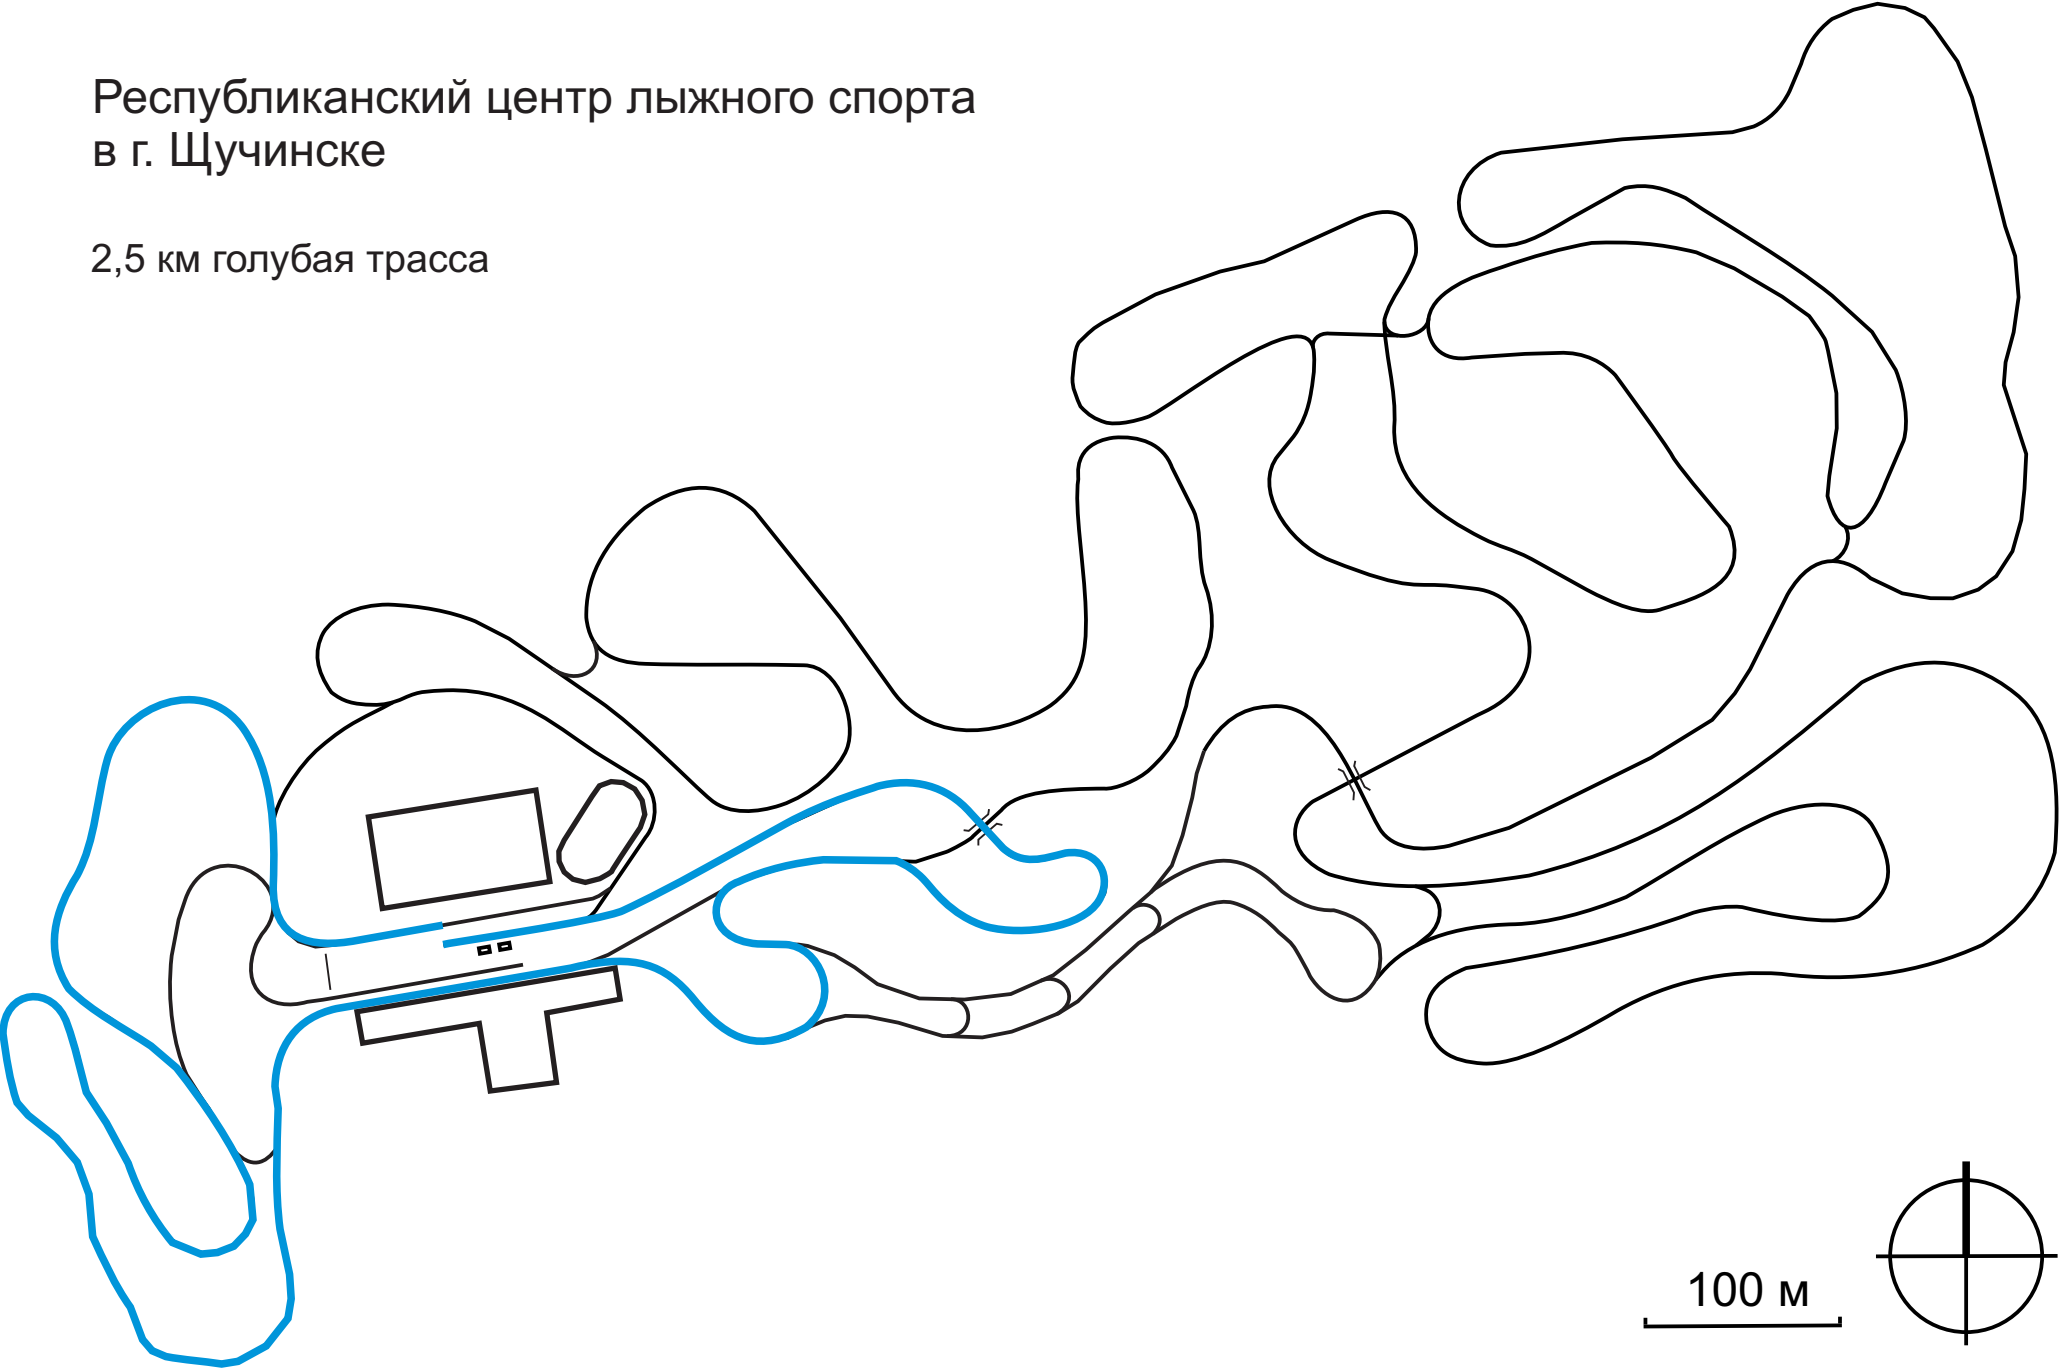 Республиканский центр лыжного спорта
в г. Щучинске
2,5 км голубая трасса
100 м